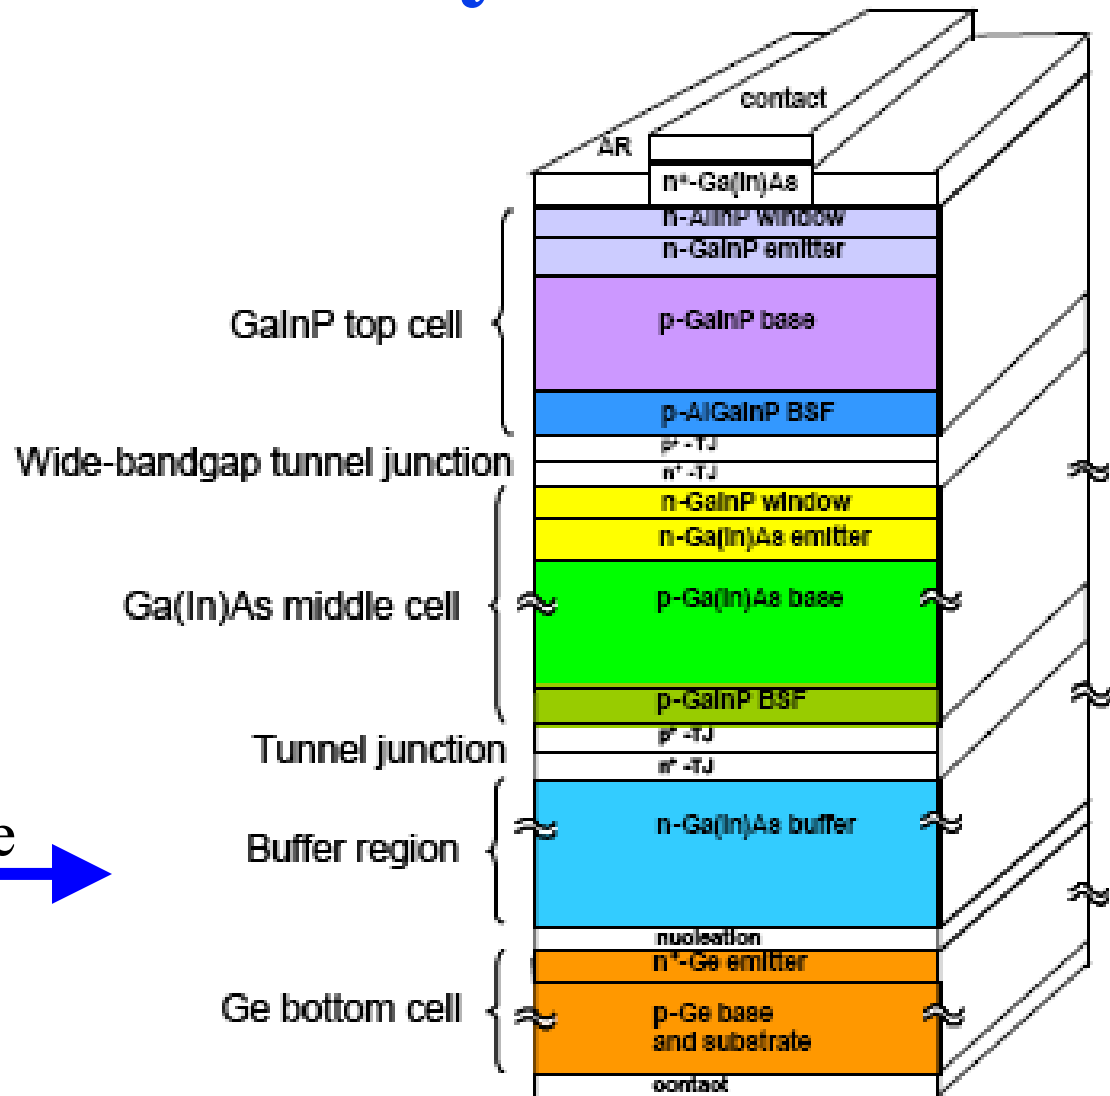 contact
AR
n+-Ga(In)As
n-AlInP window
n-GaInP emitter
GaInP top cell
p-GaInP base
p-AlGaInP BSF
Wide-bandgap tunnel junction
p+ -TJ
n+ -TJ
n-GaInP window
n-Ga(In)As emitter
Ga(In)As middle cell
p-Ga(In)As base
p-GaInP BSF
Tunnel junction
p+ -TJ
n+ -TJ
Buffer region
n-Ga(In)As buffer
nucleation
n+-Ge emitter
Ge bottom cell
p-Ge base
and substrate
contact